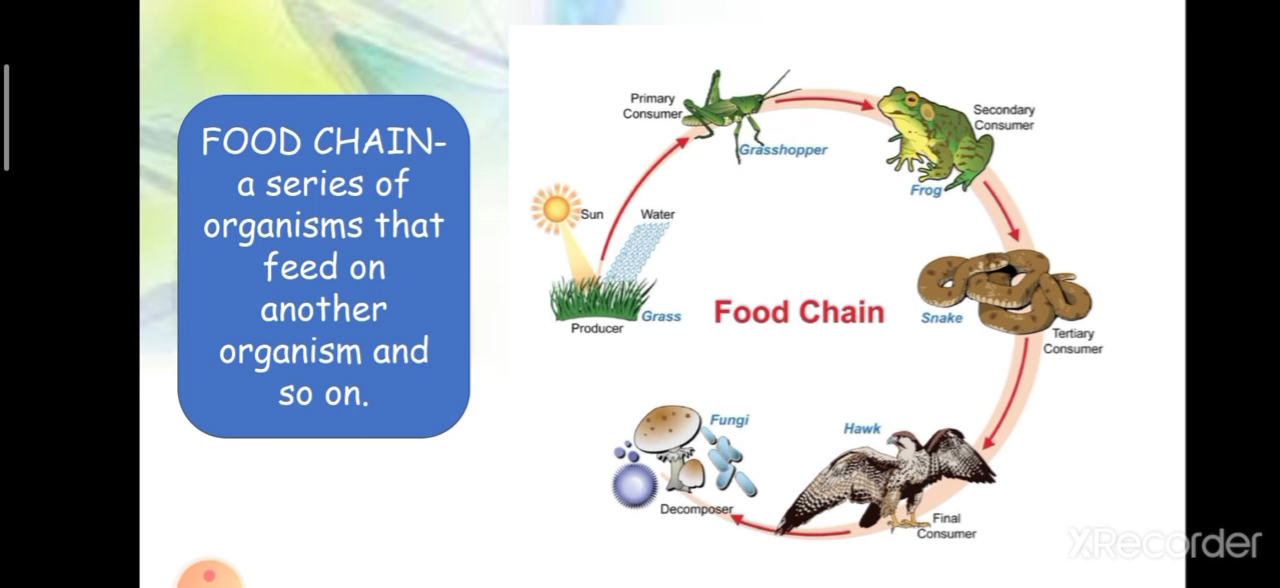 FOOD CHAIN-
a series of
organisms that
feed on
another
organism and
so on.
Primary
Consumer
Grasshopper
Secondary
Consumer
Frog
Sun
Water
Grass
Producer
Food Chain
Snake
Tertiary
Consumer
Hawk
Final
Consumer
Fungi
Decomposer
XRecorder